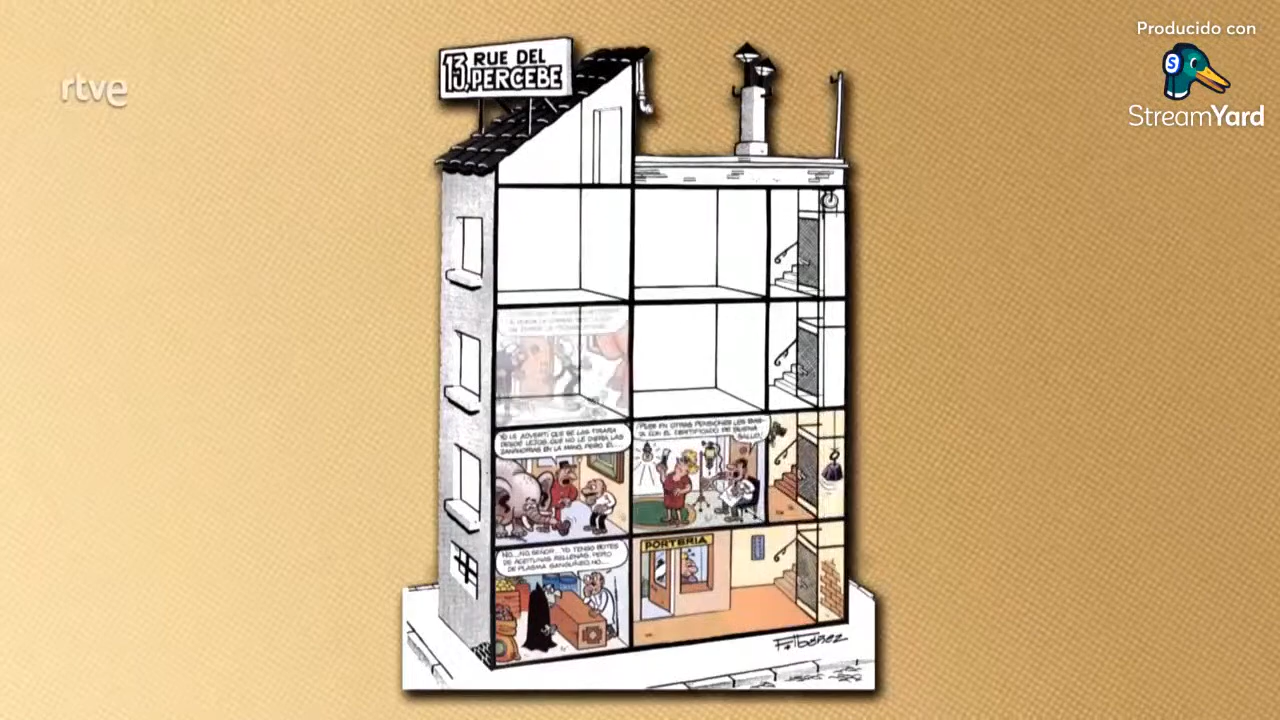 Producido con
StreamYard
rtve
13, RUE DEL
PERCEBE
YO LE ADVERTÍ QUE SE LAS TIRARA
DESDE LEJOS, QUE NO LE DIERA LAS
ZANAHORIAS EN LA MANO, PERO ÉL...
¡PUES EN OTRAS PENSIONES LES BAS-
TA CON EL CERTIFICADO DE BUENA
SALUD!
NO... NO, SEÑOR... YO TENGO BOTES
DE ACEITUNAS RELLENAS, PERO
DE PLASMA SANGUÍNEO, NO...
PORTERIA
F. Ibáñez